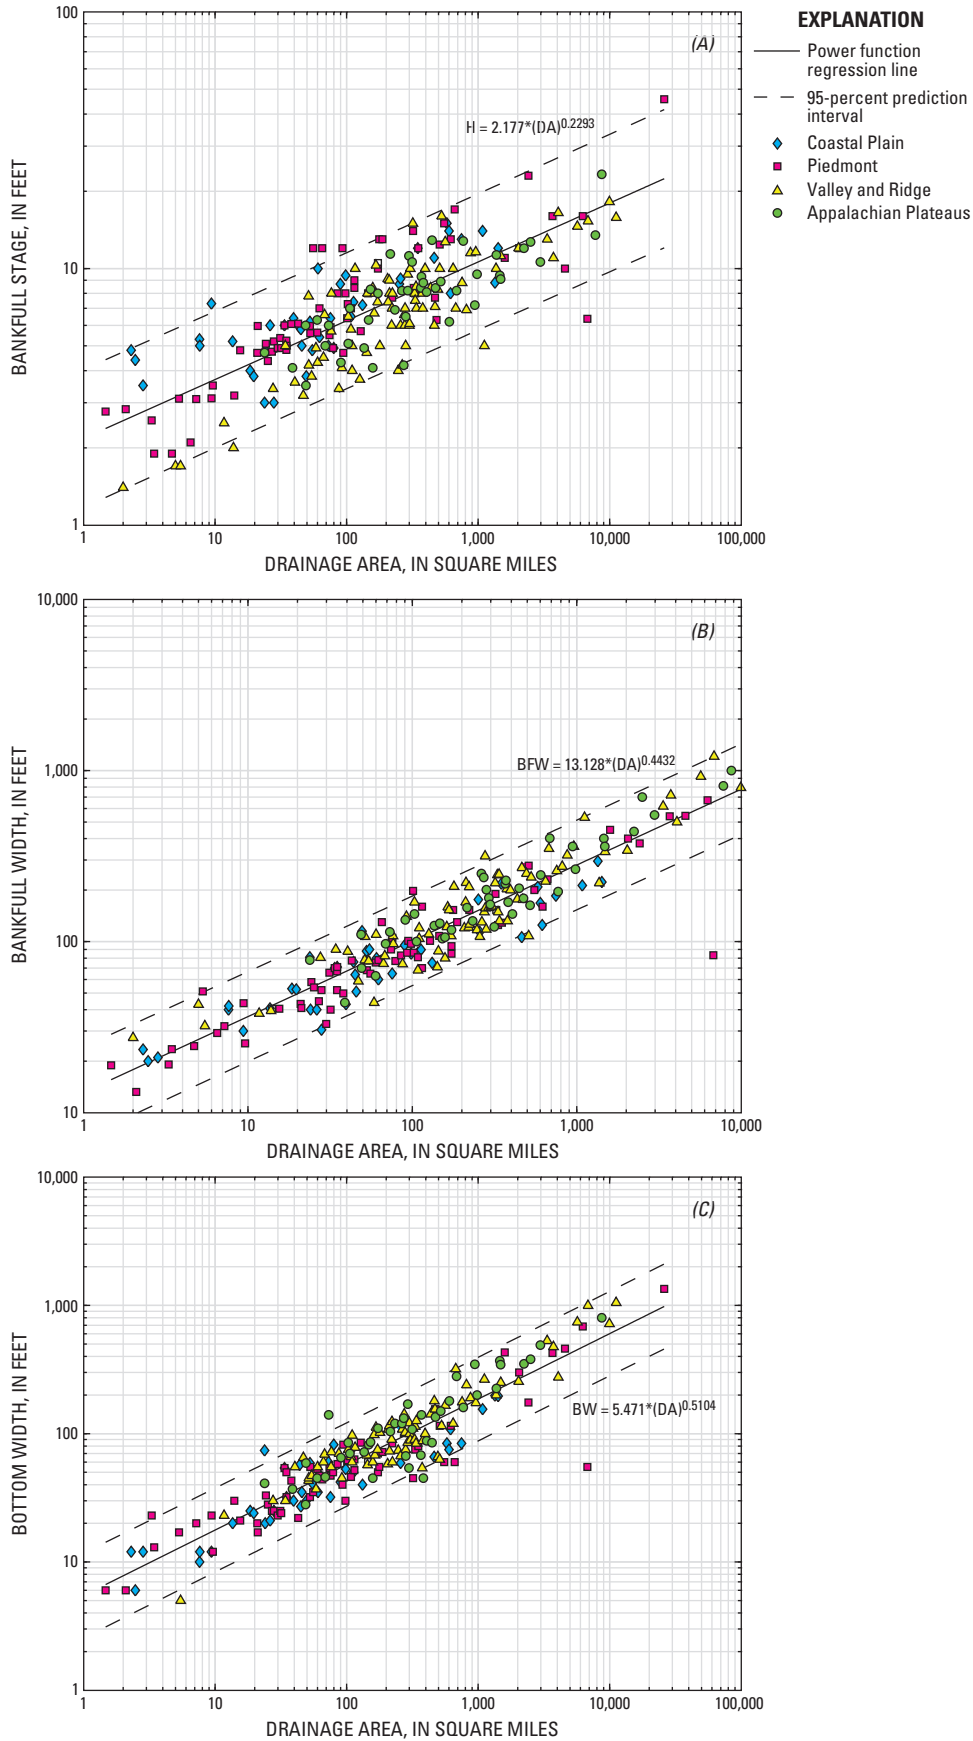 EXPLANATION
Power function
regression line
95-percent prediction
interval
Coastal Plain
Piedmont
Valley and Ridge
Appalachian Plateaus
(A)
H = 2.177*(DA)0.2293
BANKFULL STAGE, IN FEET
100
10
1
1
10
100
1,000
10,000
100,000
DRAINAGE AREA, IN SQUARE MILES
(B)
BFW = 13.128*(DA)0.4432
BANKFULL WIDTH, IN FEET
10,000
1,000
100
10
1
10
100
1,000
10,000
DRAINAGE AREA, IN SQUARE MILES
(C)
BW = 5.471*(DA)0.5104
BOTTOM WIDTH, IN FEET
10,000
1,000
100
10
1
1
10
100
1,000
10,000
100,000
DRAINAGE AREA, IN SQUARE MILES